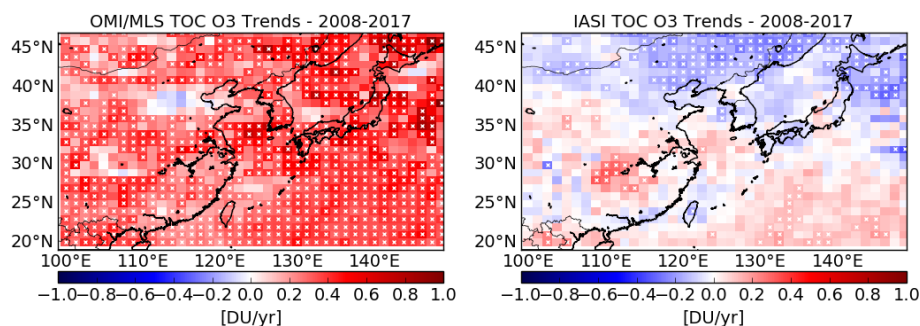 OMI/MLS TOC O3 Trends - 2008-2017
45°N
40°N
35°N
30°N
25°N
20°N
100°E 110°E 120°E 130°E 140°E
−1.0−0.8−0.6−0.4−0.2 0.0 0.2 0.4 0.6 0.8 1.0
[DU/yr]
IASI TOC O3 Trends - 2008-2017
45°N
40°N
35°N
30°N
25°N
20°N
100°E 110°E 120°E 130°E 140°E
−1.0−0.8−0.6−0.4−0.2 0.0 0.2 0.4 0.6 0.8 1.0
[DU/yr]